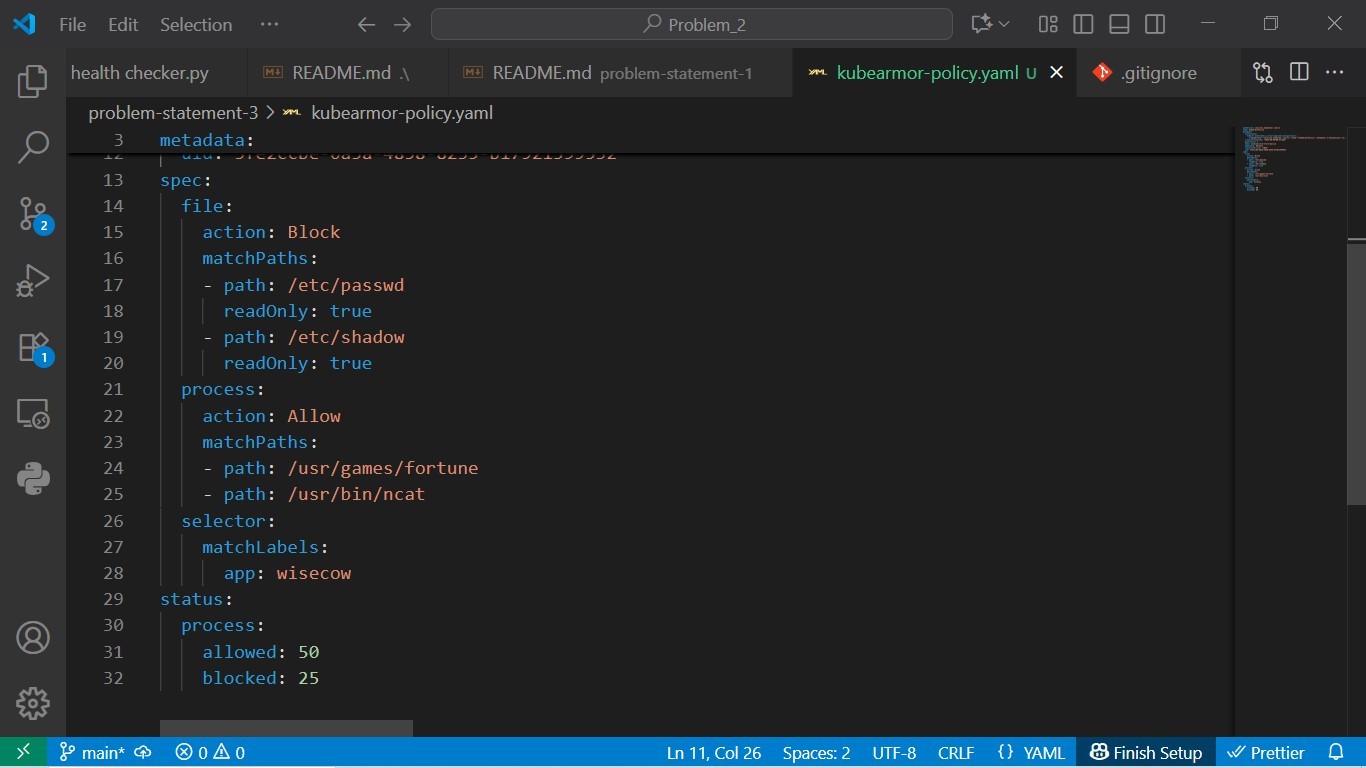 File Edit Selection ··· Problem_2
health checker.py README.md .\ README.md problem-statement-1 kubearmor-policy.yaml U .gitignore ···
problem-statement-3 > kubearmor-policy.yaml
3 metadata:
13 spec:
14 file:
15 action: Block
16 matchPaths:
17 - path: /etc/passwd
18 readOnly: true
19 - path: /etc/shadow
20 readOnly: true
21 process:
22 action: Allow
23 matchPaths:
24 - path: /usr/games/fortune
25 - path: /usr/bin/ncat
26 selector:
27 matchLabels:
28 app: wisecow
29 status:
30 process:
31 allowed: 50
32 blocked: 25
2
1
main* 0 0 Ln 11, Col 26 Spaces: 2 UTF-8 CRLF {} YAML Finish Setup Prettier